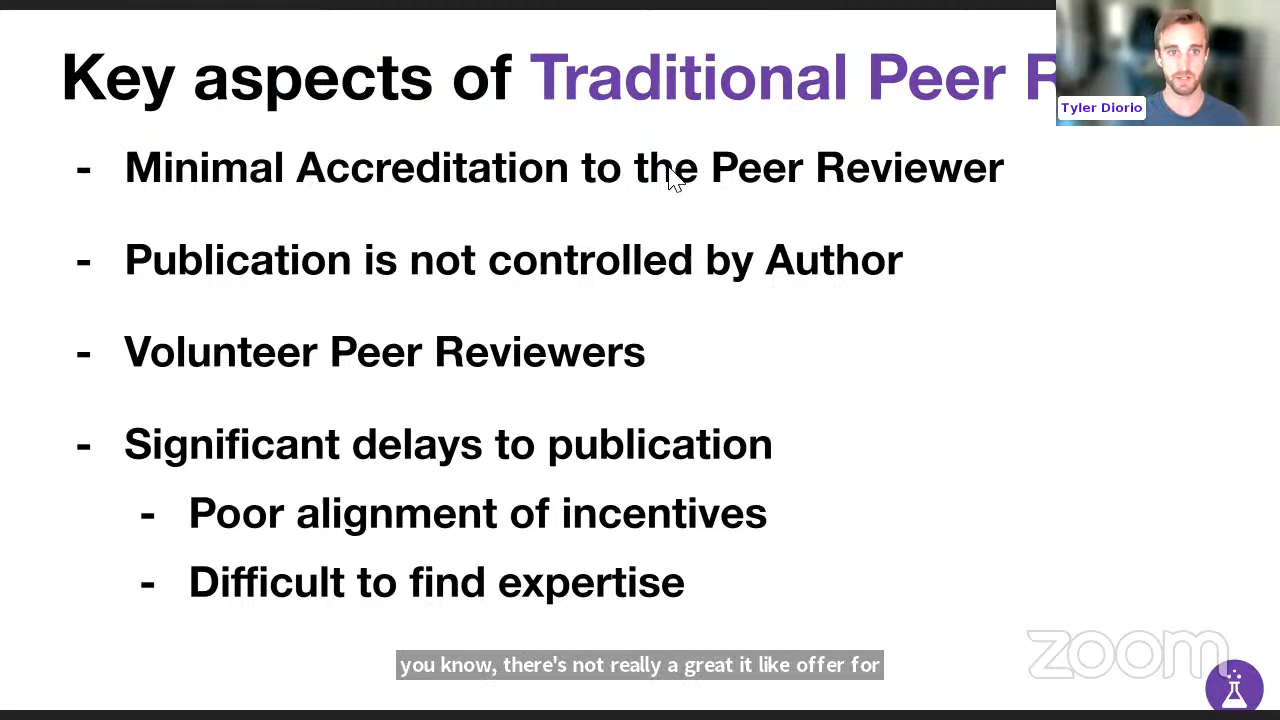 Key aspects of Traditional Peer R
Tyler Diorio
- Minimal Accreditation to the Peer Reviewer
- Publication is not controlled by Author
- Volunteer Peer Reviewers
- Significant delays to publication
- Poor alignment of incentives
- Difficult to find expertise
you know, there's not really a great it like offer for
zoom